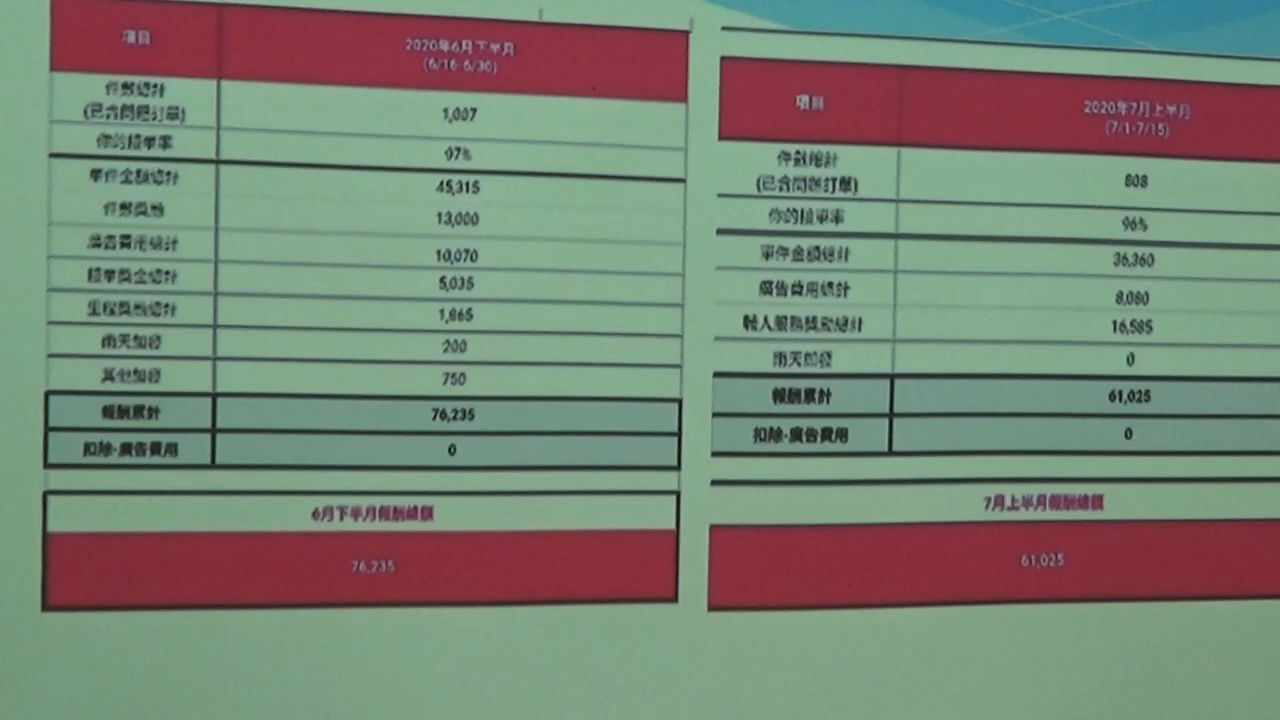 項目 2020年6月下半月
(6/16-6/30)
件數總計
(已含問題訂單) 1,007
你的接單率 97%
單件金額總計 45,315
件數獎勵 13,000
廣告費用總計 10,070
接單獎金總計 5,035
里程獎勵總計 1,865
雨天加發 200
其他加發 750
報酬累計 76,235
扣除-廣告費用 0
6月下半月報酬總額
76,235
項目 2020年7月上半月
(7/1-7/15)
件數總計
(已含問題訂單) 808
你的接單率 96%
單件金額總計 36,360
廣告費用總計 8,080
騎人服務獎勵總計 16,585
雨天加發 0
報酬累計 61,025
扣除-廣告費用 0
7月上半月報酬總額
61,025